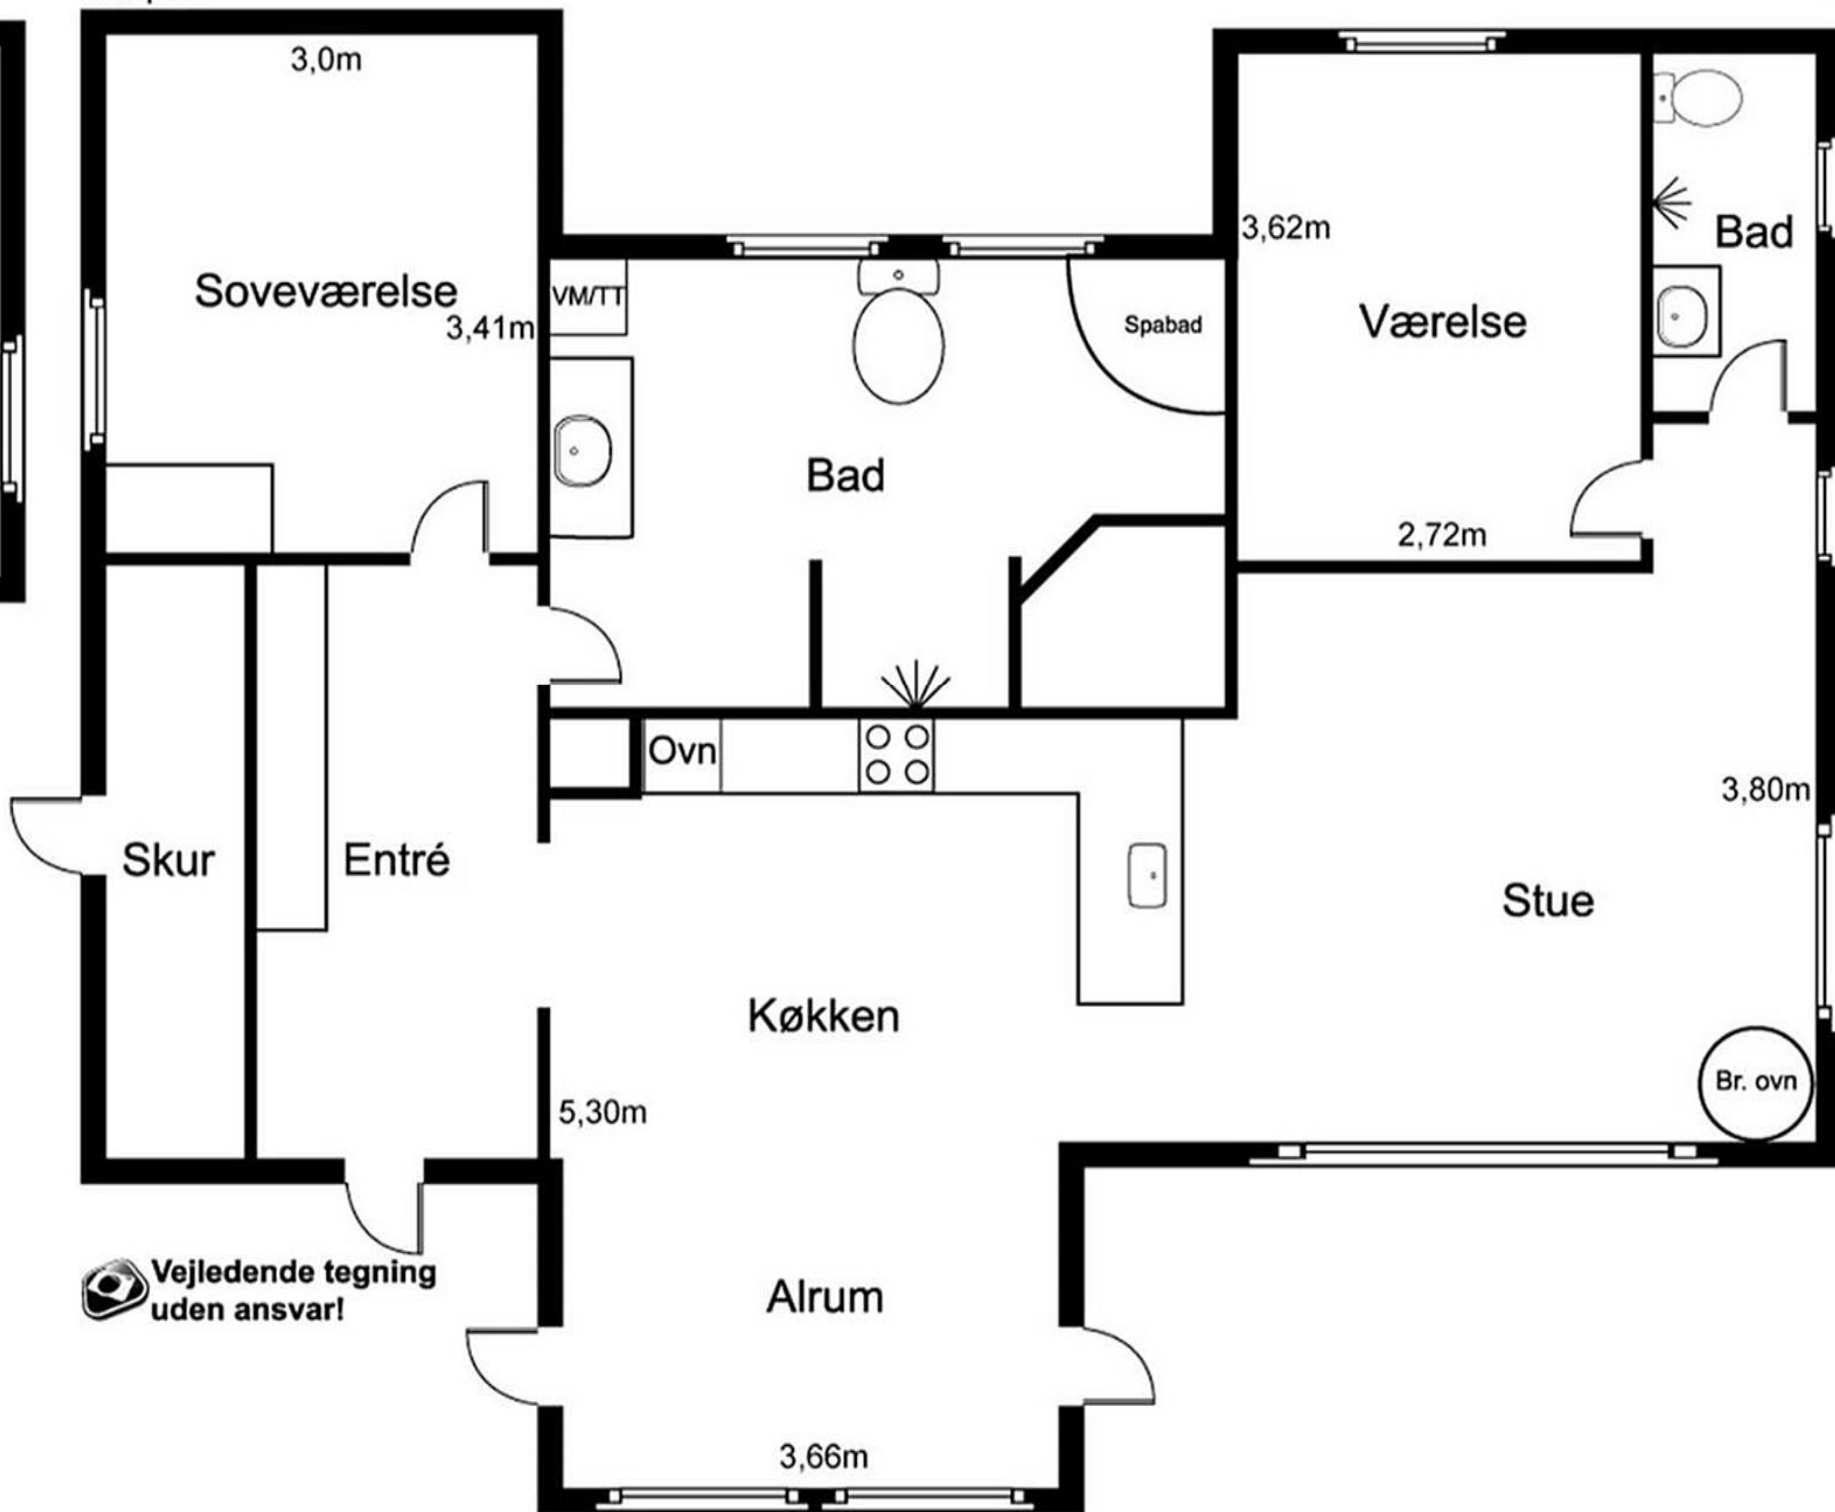 3,0m
Soveværelse
3,41m
VM/TT
Spabad
3,62m
Værelse
Bad
Bad
2,72m
Ovn
3,80m
Skur
Entré
Stue
Køkken
Br. ovn
5,30m
Vejledende tegning
uden ansvar!
Alrum
3,66m